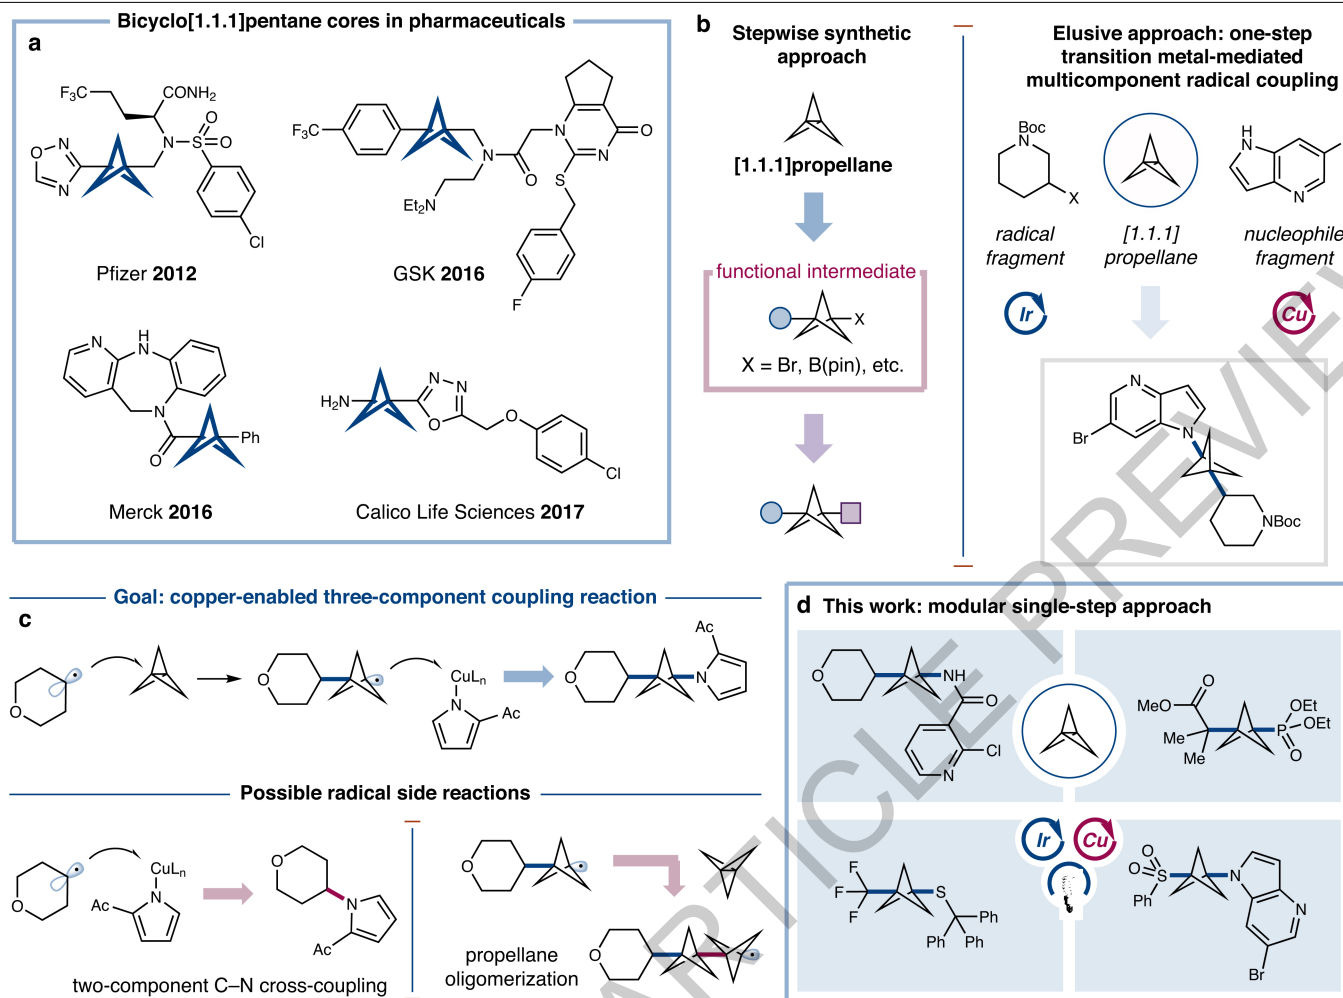 Bicyclo[1.1.1]pentane cores in pharmaceuticals
a
F₃C
CONH₂
O
N
N
N
S
O
O
Cl
Pfizer 2012
F₃C
N
O
Et₂N
N
N
O
S
F
GSK 2016
N
H
N
N
O
Ph
Merck 2016
H₂N
N
N
O
O
Cl
Calico Life Sciences 2017
b
Stepwise synthetic
approach
[1.1.1]propellane
functional intermediate
X
X = Br, B(pin), etc.
Elusive approach: one-step
transition metal-mediated
multicomponent radical coupling
Boc
N
X
H
N
N
radical
fragment
[1.1.1]
propellane
nucleophile
fragment
Ir
Cu
N
Br
N
NBoc
Goal: copper-enabled three-component coupling reaction
c
O
O
CuLₙ
N
Ac
O
Ac
N
Possible radical side reactions
O
CuLₙ
N
Ac
O
N
Ac
two-component C–N cross-coupling
O
propellane
oligomerization
O
d This work: modular single-step approach
O
NH
O
Cl
N
MeO
O
Me
Me
P
OEt
OEt
O
Ir
Cu
F
F
F
S
Ph
Ph
Ph
O
O
S
Ph
N
N
Br
ARTICLE PREVIEW